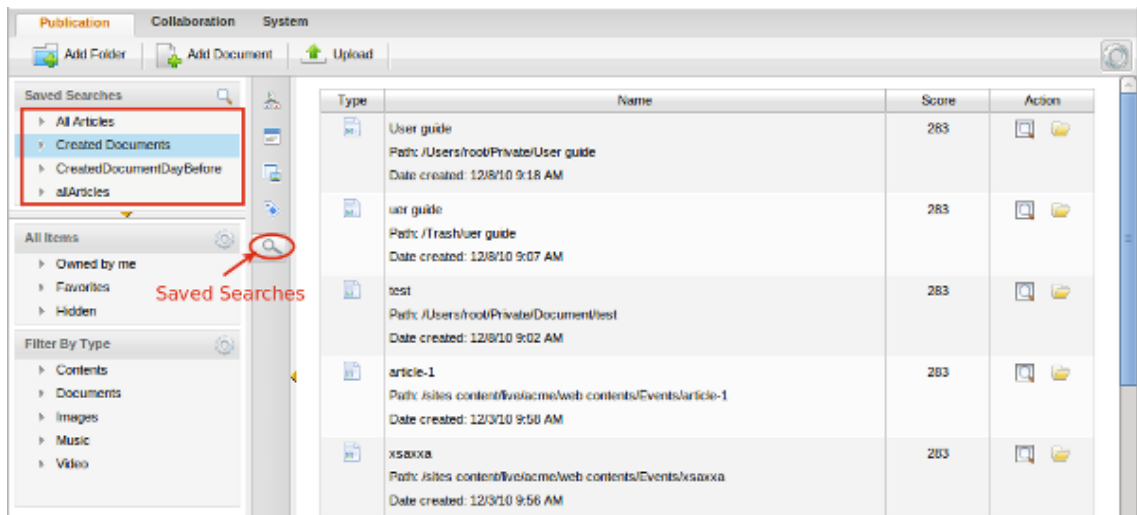 Publication Collaboration System
Add Folder Add Document Upload
Saved Searches
All Articles
Created Documents
CreatedDocumentDayBefore
allArticles
All Items
Owned by me
Favorites
Hidden
Filter By Type
Contents
Documents
Images
Music
Video
Saved Searches
Type Name Score Action
User guide 283
Path: /Users/root/Private/User guide
Date created: 12/8/10 9:18 AM
uer guide 283
Path: /Trash/uer guide
Date created: 12/8/10 9:07 AM
test 283
Path: /Users/root/Private/Document/test
Date created: 12/8/10 9:02 AM
article-1 283
Path: /sites content/live/acme/web contents/Events/article-1
Date created: 12/3/10 9:58 AM
xsaxxa 283
Path: /sites content/live/acme/web contents/Events/xsaxxa
Date created: 12/3/10 9:56 AM